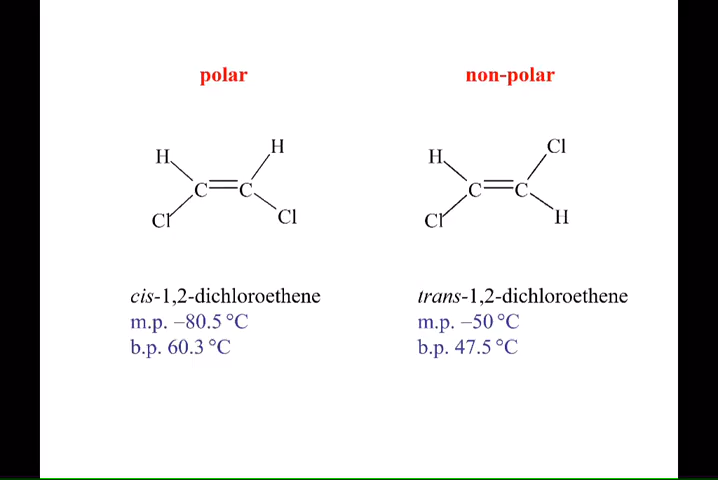 polar
non-polar
H H
C=C
Cl Cl
H Cl
C=C
Cl H
cis-1,2-dichloroethene
m.p. –80.5 °C
b.p. 60.3 °C
trans-1,2-dichloroethene
m.p. –50 °C
b.p. 47.5 °C